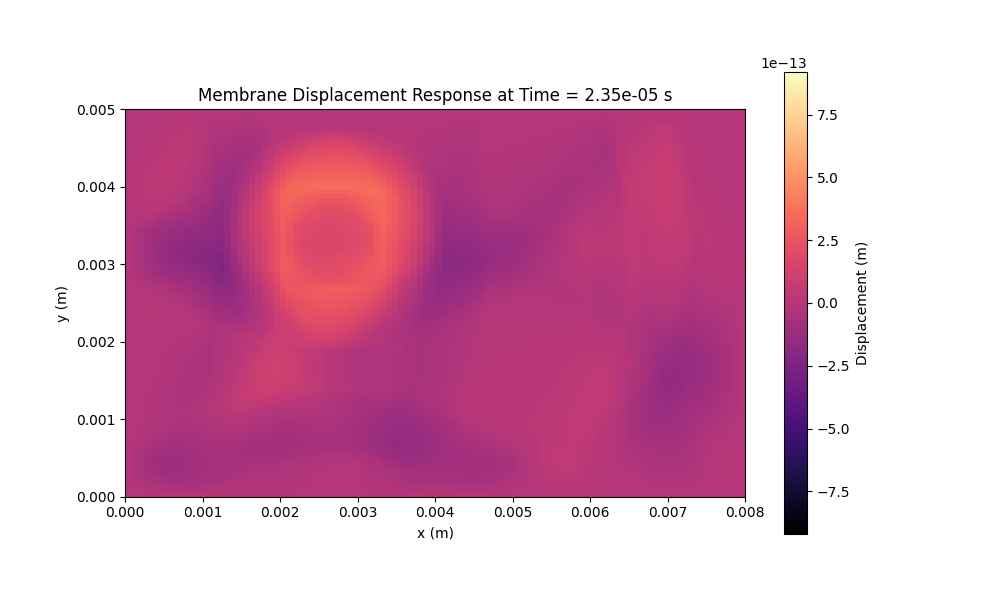 1e−13
Membrane Displacement Response at Time = 2.35e-05 s
0.005
0.004
0.003
0.002
0.001
0.000
y (m)
0.000 0.001 0.002 0.003 0.004 0.005 0.006 0.007 0.008
x (m)
7.5
5.0
2.5
0.0
−2.5
−5.0
−7.5
Displacement (m)